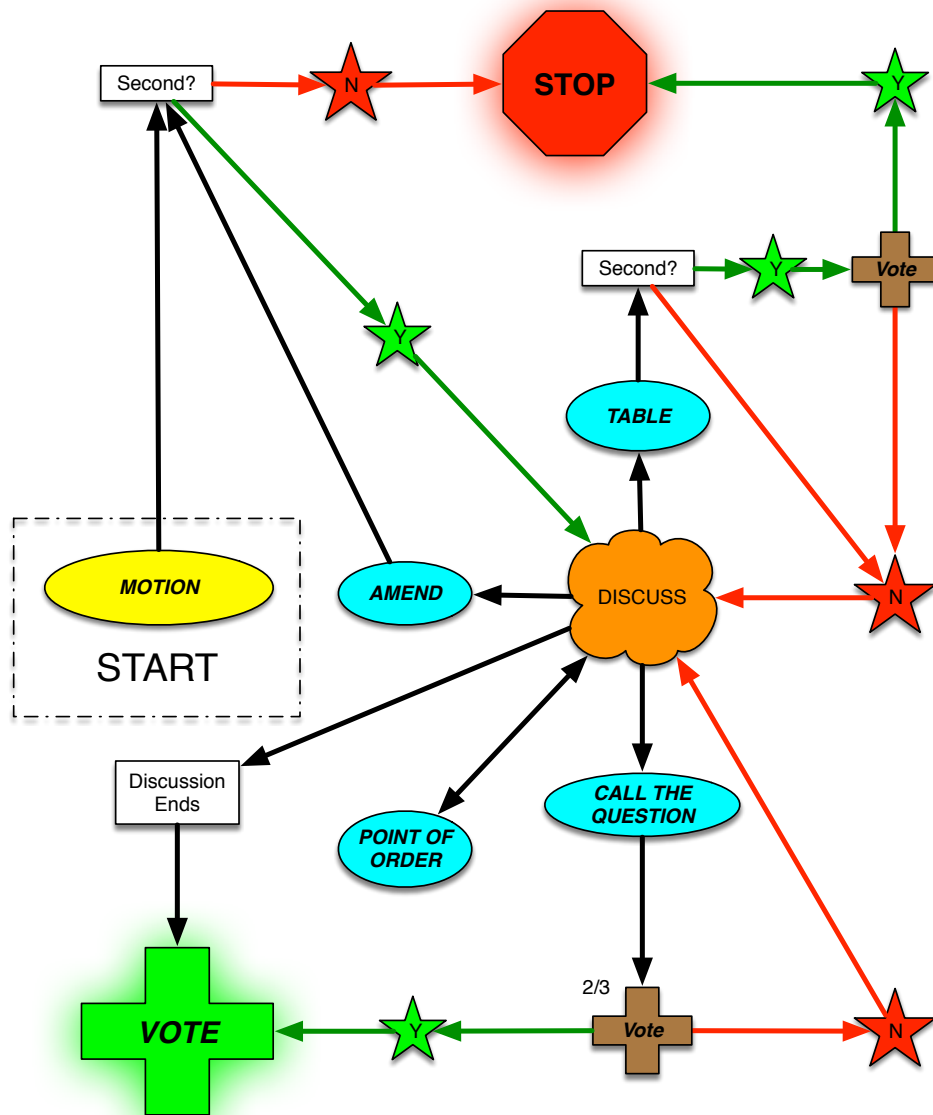 Second?
N
STOP
Y
Second?
Y
Vote
Y
TABLE
MOTION
AMEND
DISCUSS
N
START
Discussion
Ends
CALL THE
QUESTION
POINT OF
ORDER
2/3
VOTE
Y
Vote
N